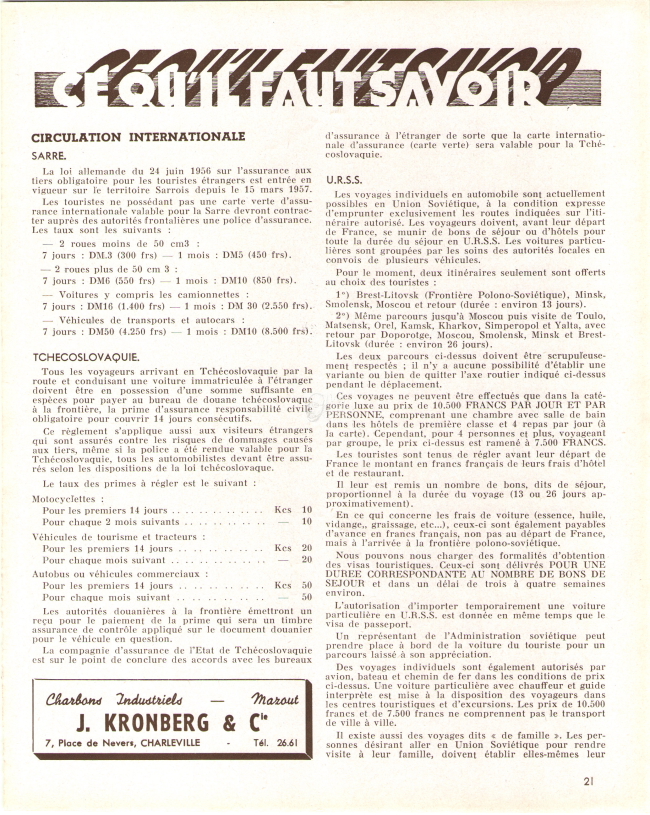 CE QU'IL FAUT SAVOIR
CIRCULATION INTERNATIONALE
SARRE.
La loi allemande du 24 juin 1956 sur l'assurance aux
tiers obligatoire pour les touristes étrangers est entrée en
vigueur sur le territoire Sarrois depuis le 15 mars 1957.
Les touristes ne possédant pas une carte verte d'assu-
rance internationale valable pour la Sarre devront contrac-
ter auprès des autorités frontalières une police d'assurance.
Les taux sont les suivants :
— 2 roues moins de 50 cm3 :
7 jours : DM.3 (300 frs) — 1 mois : DM5 (450 frs).
— 2 roues plus de 50 cm 3 :
7 jours : DM6 (550 frs) — 1 mois : DM10 (850 frs).
— Voitures y compris les camionnettes :
7 jours : DM16 (1.400 frs) — 1 mois : DM 30 (2.550 frs).
— Véhicules de transports et autocars :
7 jours : DM50 (4.250 frs) — 1 mois : DM10 (8.500 frs).
TCHECOSLOVAQUIE.
Tous les voyageurs arrivant en Tchécoslovaquie par la
route et conduisant une voiture immatriculée à l'étranger
doivent être en possession d'une somme suffisante en
espèces pour payer au bureau de douane tchécoslovaque
à la frontière, la prime d'assurance responsabilité civile
obligatoire pour couvrir 14 jours consécutifs.
Ce règlement s'applique aussi aux visiteurs étrangers
qui sont assurés contre les risques de dommages causés
aux tiers, même si la police a été rendue valable pour la
Tchécoslovaquie, tous les automobilistes devant être assu-
rés selon les dispositions de la loi tchécoslovaque.
Le taux des primes à régler est le suivant :
Motocyclettes :
Pour les premiers 14 jours . . . . . . . . . . . . . Kcs 10
Pour chaque 2 mois suivants . . . . . . . . . . . . — 10
Véhicules de tourisme et tracteurs :
Pour les premiers 14 jours . . . . . . . . . . . . Kcs 20
Pour chaque mois suivant . . . . . . . . . . . . . . — 20
Autobus ou véhicules commerciaux :
Pour les premiers 14 jours . . . . . . . . . . . . Kcs 50
Pour chaque mois suivant . . . . . . . . . . . . . — 50
Les autorités douanières à la frontière émettront un
reçu pour le paiement de la prime qui sera un timbre
assurance de contrôle appliqué sur le document douanier
pour le véhicule en question.
La compagnie d'assurance de l'Etat de Tchécoslovaquie
est sur le point de conclure des accords avec les bureaux
Charbons Industriels — Mazout
J. KRONBERG & Cie
7, Place de Nevers, CHARLEVILLE - Tél. 26.61
d'assurance à l'étranger de sorte que la carte internatio-
nale d'assurance (carte verte) sera valable pour la Tché-
coslovaquie.
U.R.S.S.
Les voyages individuels en automobile sont actuellement
possibles en Union Soviétique, à la condition expresse
d'emprunter exclusivement les routes indiquées sur l'iti-
néraire autorisé. Les voyageurs doivent, avant leur départ
de France, se munir de bons de séjour ou d'hôtels pour
toute la durée du séjour en U.R.S.S. Les voitures particu-
lières sont groupées par les soins des autorités locales en
convois de plusieurs véhicules.
Pour le moment, deux itinéraires seulement sont offerts
au choix des touristes :
1°) Brest-Litovsk (Frontière Polono-Soviétique), Minsk,
Smolensk, Moscou et retour (durée : environ 13 jours).
2°) Même parcours jusqu'à Moscou puis visite de Toulo,
Matsensk, Orel, Kamsk, Kharkov, Simperopol et Yalta, avec
retour par Doporotge, Moscou, Smolensk, Minsk et Brest-
Litovsk (durée : environ 26 jours).
Les deux parcours ci-dessus doivent être scrupuleuse-
ment respectés ; il n'y a aucune possibilité d'établir une
variante ou bien de quitter l'axe routier indiqué ci-dessus
pendant le déplacement.
Ces voyages ne peuvent être effectués que dans la caté-
gorie luxe au prix de 10.500 FRANCS PAR JOUR ET PAR
PERSONNE, comprenant une chambre avec salle de bain
dans les hôtels de première classe et 4 repas par jour (à
la carte). Cependant, pour 4 personnes et plus, voyageant
par groupe, le prix ci-dessus est ramené à 7.500 FRANCS.
Les touristes sont tenus de régler avant leur départ de
France le montant en francs français de leurs frais d'hôtel
et de restaurant.
Il leur est remis un nombre de bons, dits de séjour,
proportionnel à la durée du voyage (13 ou 26 jours ap-
proximativement).
En ce qui concerne les frais de voiture (essence, huile,
vidange,, graissage, etc...), ceux-ci sont également payables
d'avance en francs français, non pas au départ de France,
mais à l'arrivée à la frontière polono-soviétique.
Nous pouvons nous charger des formalités d'obtention
des visas touristiques. Ceux-ci sont délivrés POUR UNE
DUREE CORRESPONDANTE AU NOMBRE DE BONS DE
SEJOUR et dans un délai de trois à quatre semaines
environ.
L'autorisation d'importer temporairement une voiture
particulière en U.R.S.S. est donnée en même temps que le
visa de passeport.
Un représentant de l'Administration soviétique peut
prendre place à bord de la voiture du touriste pour un
parcours laissé à son appréciation.
Des voyages individuels sont également autorisés par
avion, bateau et chemin de fer dans les conditions de prix
ci-dessus. Une voiture particulière avec chauffeur et guide
interprète est mise à la disposition des voyageurs dans
les centres touristiques et d'excursions. Les prix de 10.500
francs et de 7.500 francs ne comprennent pas le transport
de ville à ville.
Il existe aussi des voyages dits « de famille ». Les per-
sonnes désirant aller en Union Soviétique pour rendre
visite à leur famille, doivent établir elles-mêmes leur
21